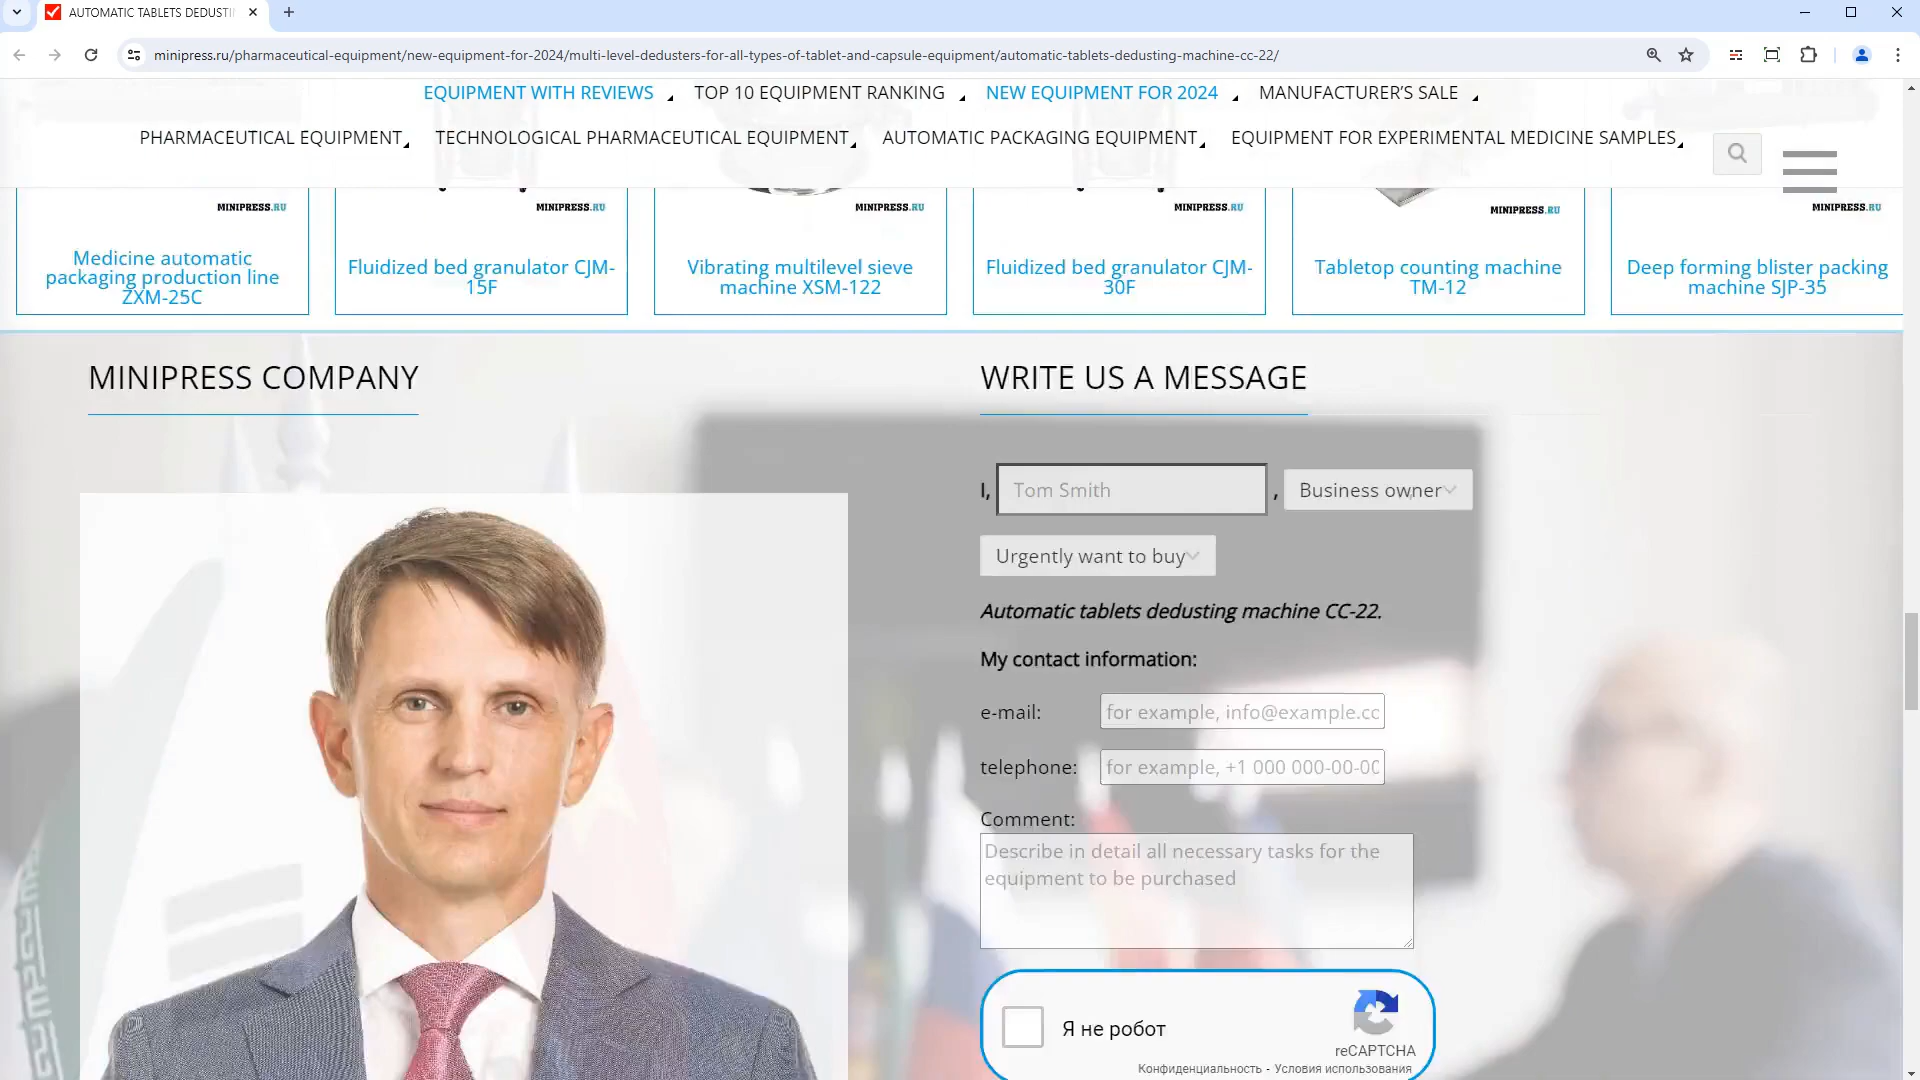 AUTOMATIC TABLETS DEDUSTI
minipress.ru/pharmaceutical-equipment/new-equipment-for-2024/multi-level-dedusters-for-all-types-of-tablet-and-capsule-equipment/automatic-tablets-dedusting-machine-cc-22/
EQUIPMENT WITH REVIEWS TOP 10 EQUIPMENT RANKING NEW EQUIPMENT FOR 2024 MANUFACTURER'S SALE
PHARMACEUTICAL EQUIPMENT TECHNOLOGICAL PHARMACEUTICAL EQUIPMENT AUTOMATIC PACKAGING EQUIPMENT EQUIPMENT FOR EXPERIMENTAL MEDICINE SAMPLES
MINIPRESS.RU MINIPRESS.RU MINIPRESS.RU MINIPRESS.RU MINIPRESS.RU MINIPRESS.RU
Medicine automatic
packaging production line
ZXM-25C
Fluidized bed granulator CJM-
15F
Vibrating multilevel sieve
machine XSM-122
Fluidized bed granulator CJM-
30F
Tabletop counting machine
TM-12
Deep forming blister packing
machine SJP-35
MINIPRESS COMPANY
WRITE US A MESSAGE
I, Tom Smith , Business owner
Urgently want to buy
Automatic tablets dedusting machine CC-22.
My contact information:
e-mail: for example, info@example.cc
telephone: for example, +1 000 000-00-00
Comment:
Describe in detail all necessary tasks for the
equipment to be purchased
Я не робот
reCAPTCHA
Конфиденциальность - Условия использования